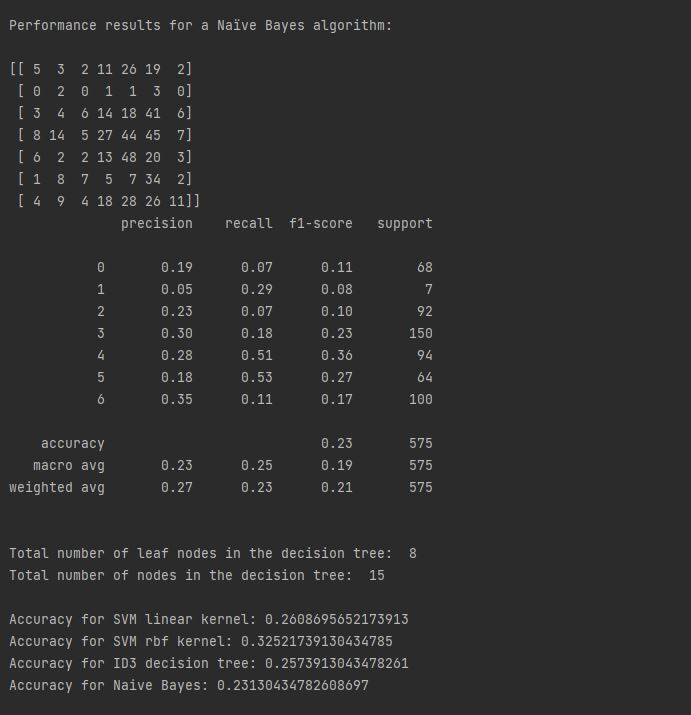 Performance results for a Naïve Bayes algorithm:
[[ 5  3  2 11 26 19  2]
 [ 0  2  0  1  1  3  0]
 [ 3  4  6 14 18 41  6]
 [ 8 14  5 27 44 45  7]
 [ 6  2  2 13 48 20  3]
 [ 1  8  7  5  7 34  2]
 [ 4  9  4 18 28 26 11]]
              precision    recall  f1-score   support
           0       0.19      0.07      0.11        68
           1       0.05      0.29      0.08         7
           2       0.23      0.07      0.10        92
           3       0.30      0.18      0.23       150
           4       0.28      0.51      0.36        94
           5       0.18      0.53      0.27        64
           6       0.35      0.11      0.17       100
    accuracy                           0.23       575
   macro avg       0.23      0.25      0.19       575
weighted avg       0.27      0.23      0.21       575
Total number of leaf nodes in the decision tree:  8
Total number of nodes in the decision tree:  15
Accuracy for SVM linear kernel: 0.2608695652173913
Accuracy for SVM rbf kernel: 0.32521739130434785
Accuracy for ID3 decision tree: 0.2573913043478261
Accuracy for Naive Bayes: 0.23130434782608697